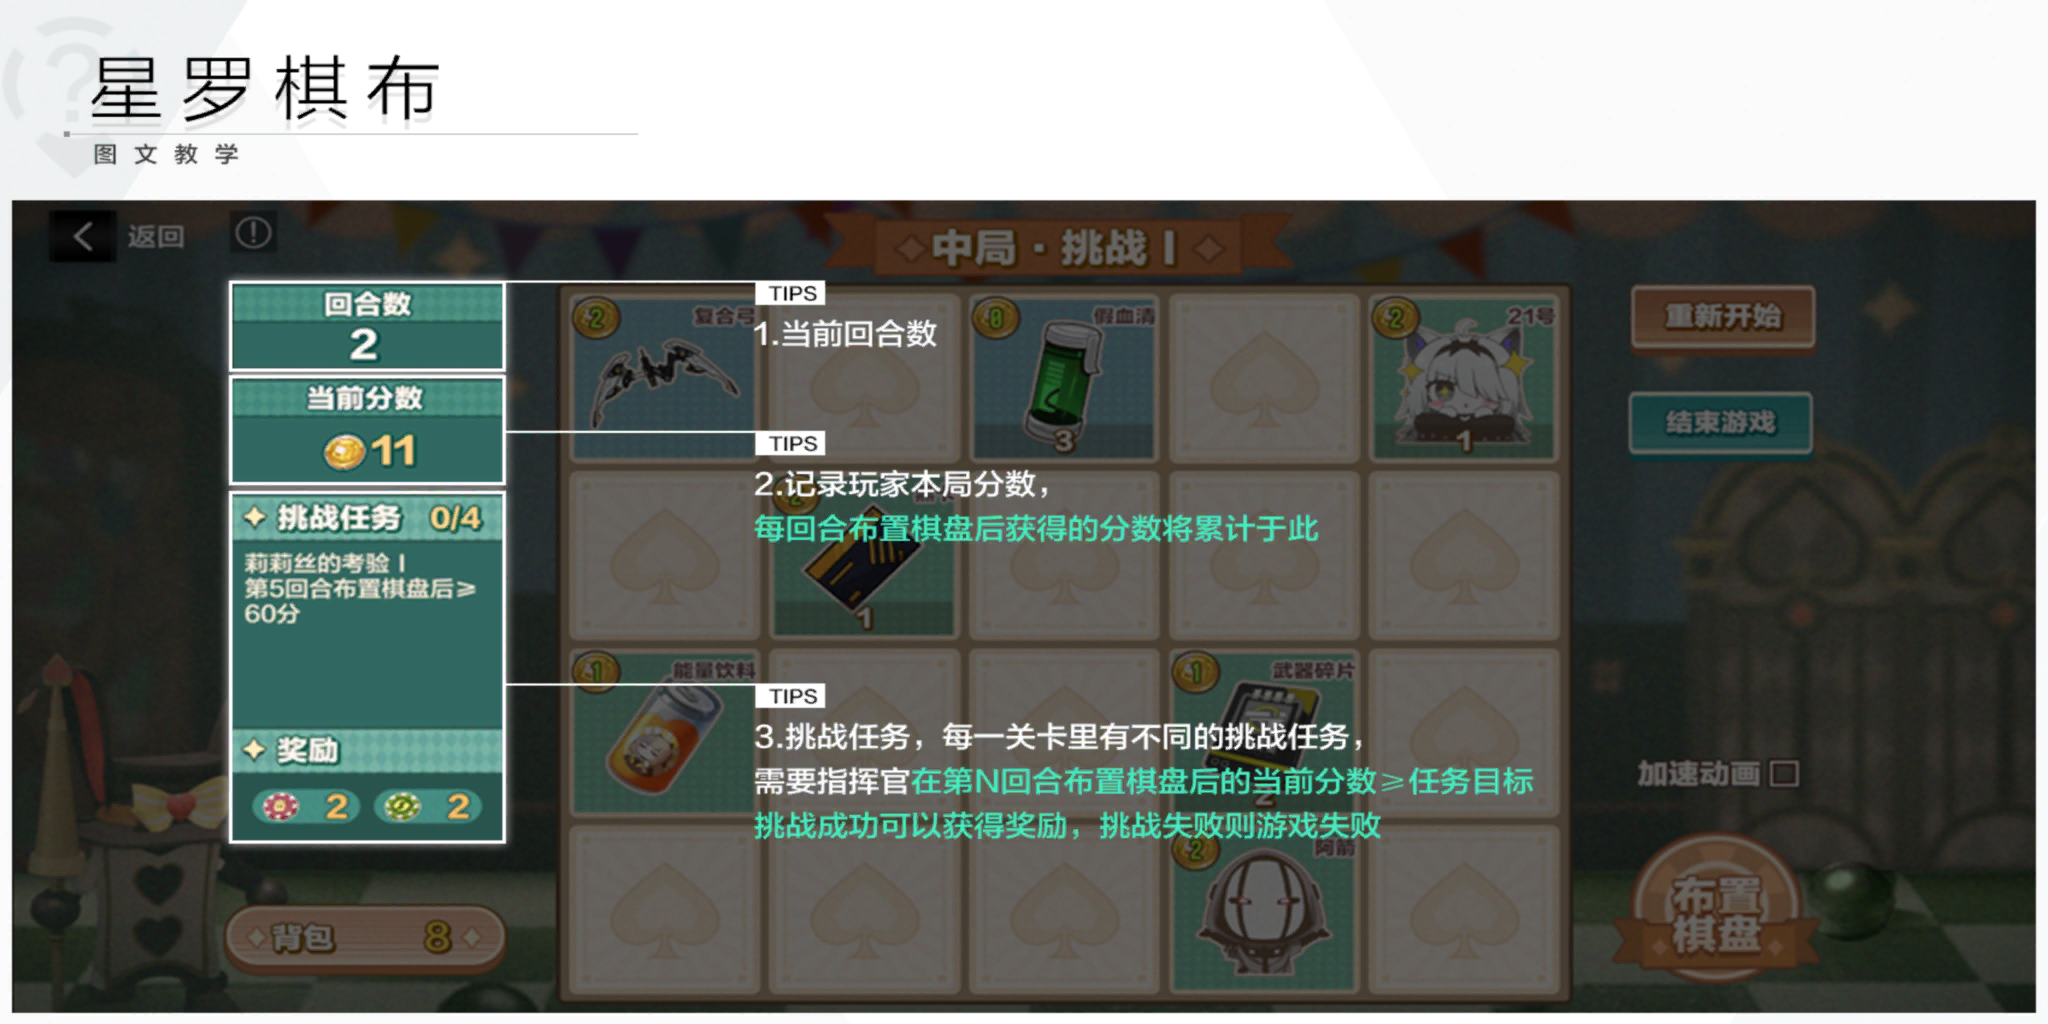 星罗棋布
图文教学
返回
中局·挑战 I
回合数
2
当前分数
11
挑战任务 0/4
莉莉丝的考验 I
第5回合布置棋盘后≥
60分
奖励
2 2
背包 8
TIPS
1.当前回合数
TIPS
2.记录玩家本局分数，
每回合布置棋盘后获得的分数将累计于此
TIPS
3.挑战任务，每一关卡里有不同的挑战任务，
需要指挥官在第N回合布置棋盘后的当前分数≥任务目标
挑战成功可以获得奖励，挑战失败则游戏失败
2 复合弓
0 假血清
3
2 21号
1
2
1
1 能量饮料
1 武器碎片
2
2 阿箭
重新开始
结束游戏
加速动画
布置
棋盘